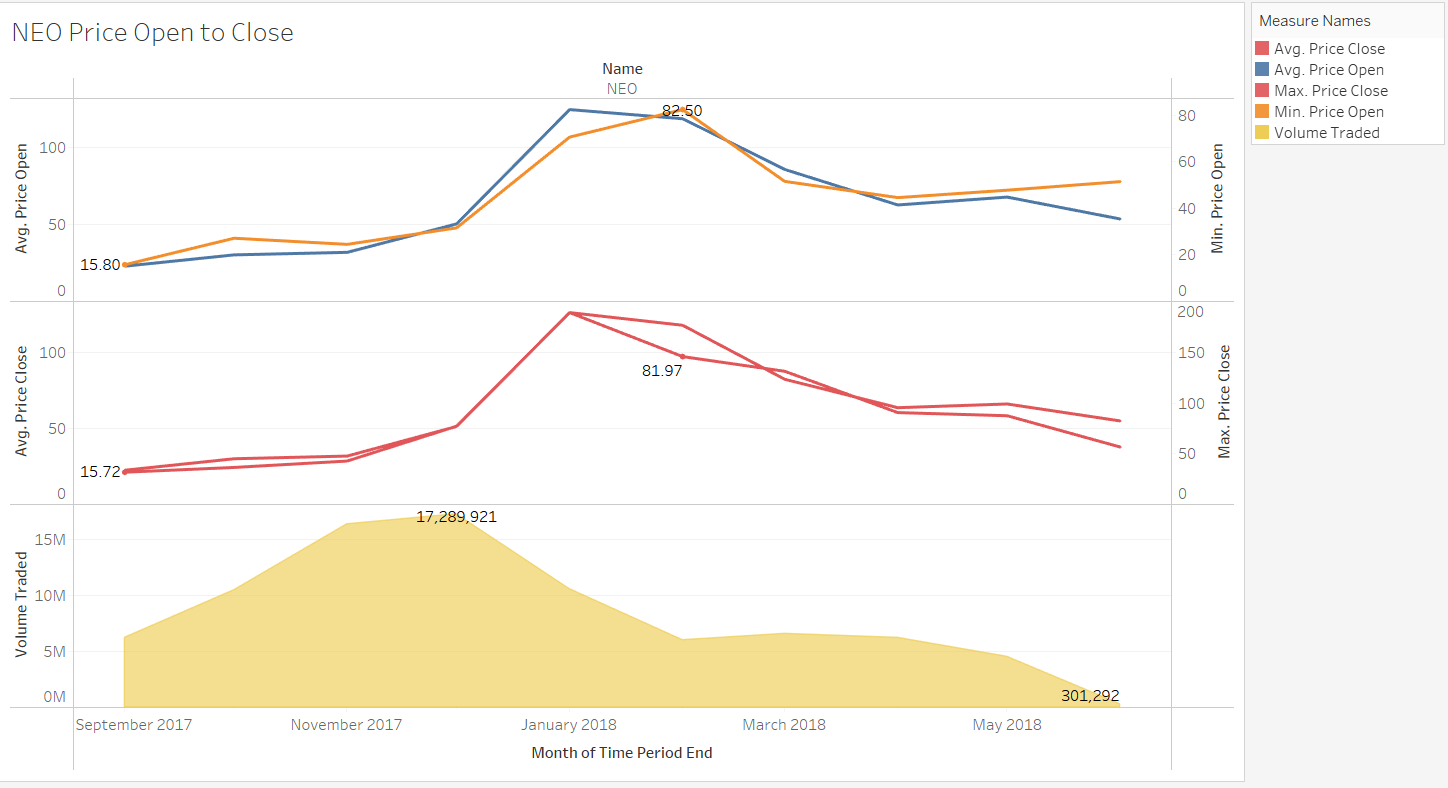 NEO Price Open to Close
Name
NEO
Avg. Price Open
100
50
0
15.80
82.50
80
60
40
20
0
Min. Price Open
Avg. Price Close
100
50
0
15.72
81.97
200
150
100
50
0
Max. Price Close
Volume Traded
15M
10M
5M
0M
17,289,921
301,292
September 2017 November 2017 January 2018 March 2018 May 2018
Month of Time Period End
Measure Names
Avg. Price Close
Avg. Price Open
Max. Price Close
Min. Price Open
Volume Traded